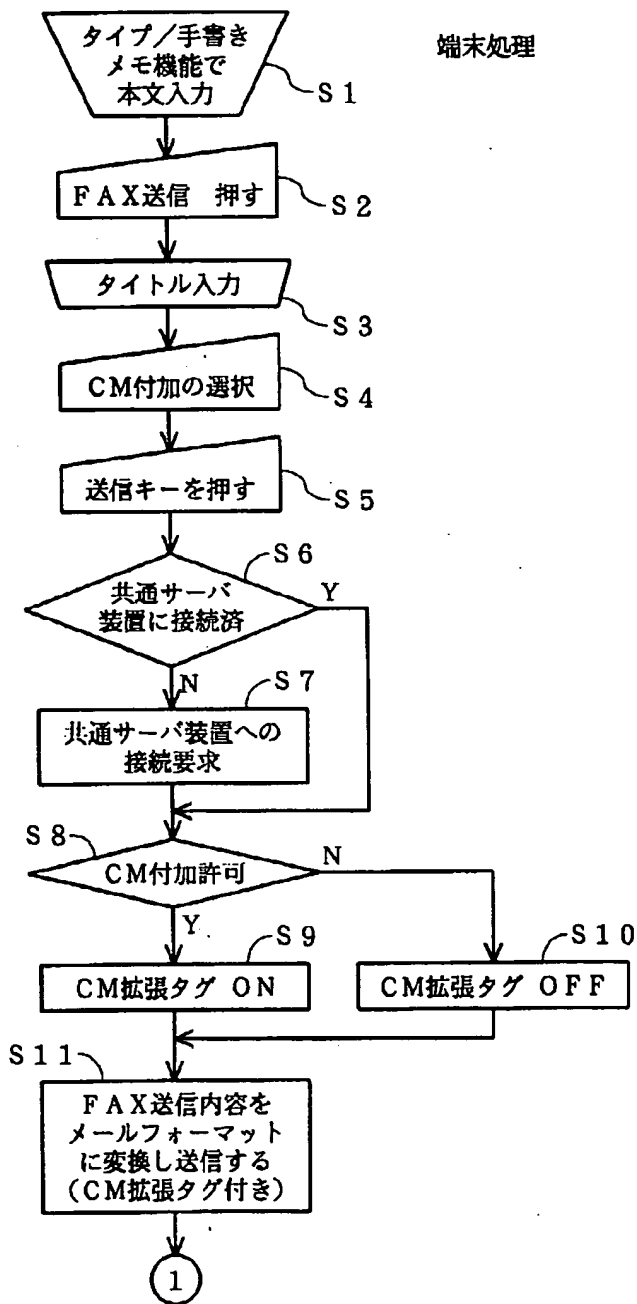 端末処理
タイプ／手書き
メモ機能で
本文入力
S1
FAX送信 押す
S2
タイトル入力
S3
CM付加の選択
S4
送信キーを押す
S5
S6
共通サーバ
装置に接続済
Y
N
S7
共通サーバ装置への
接続要求
S8
CM付加許可
N
Y
S9
CM拡張タグ ON
S10
CM拡張タグ OFF
S11
FAX送信内容を
メールフォーマット
に変換し送信する
(CM拡張タグ付き)
1